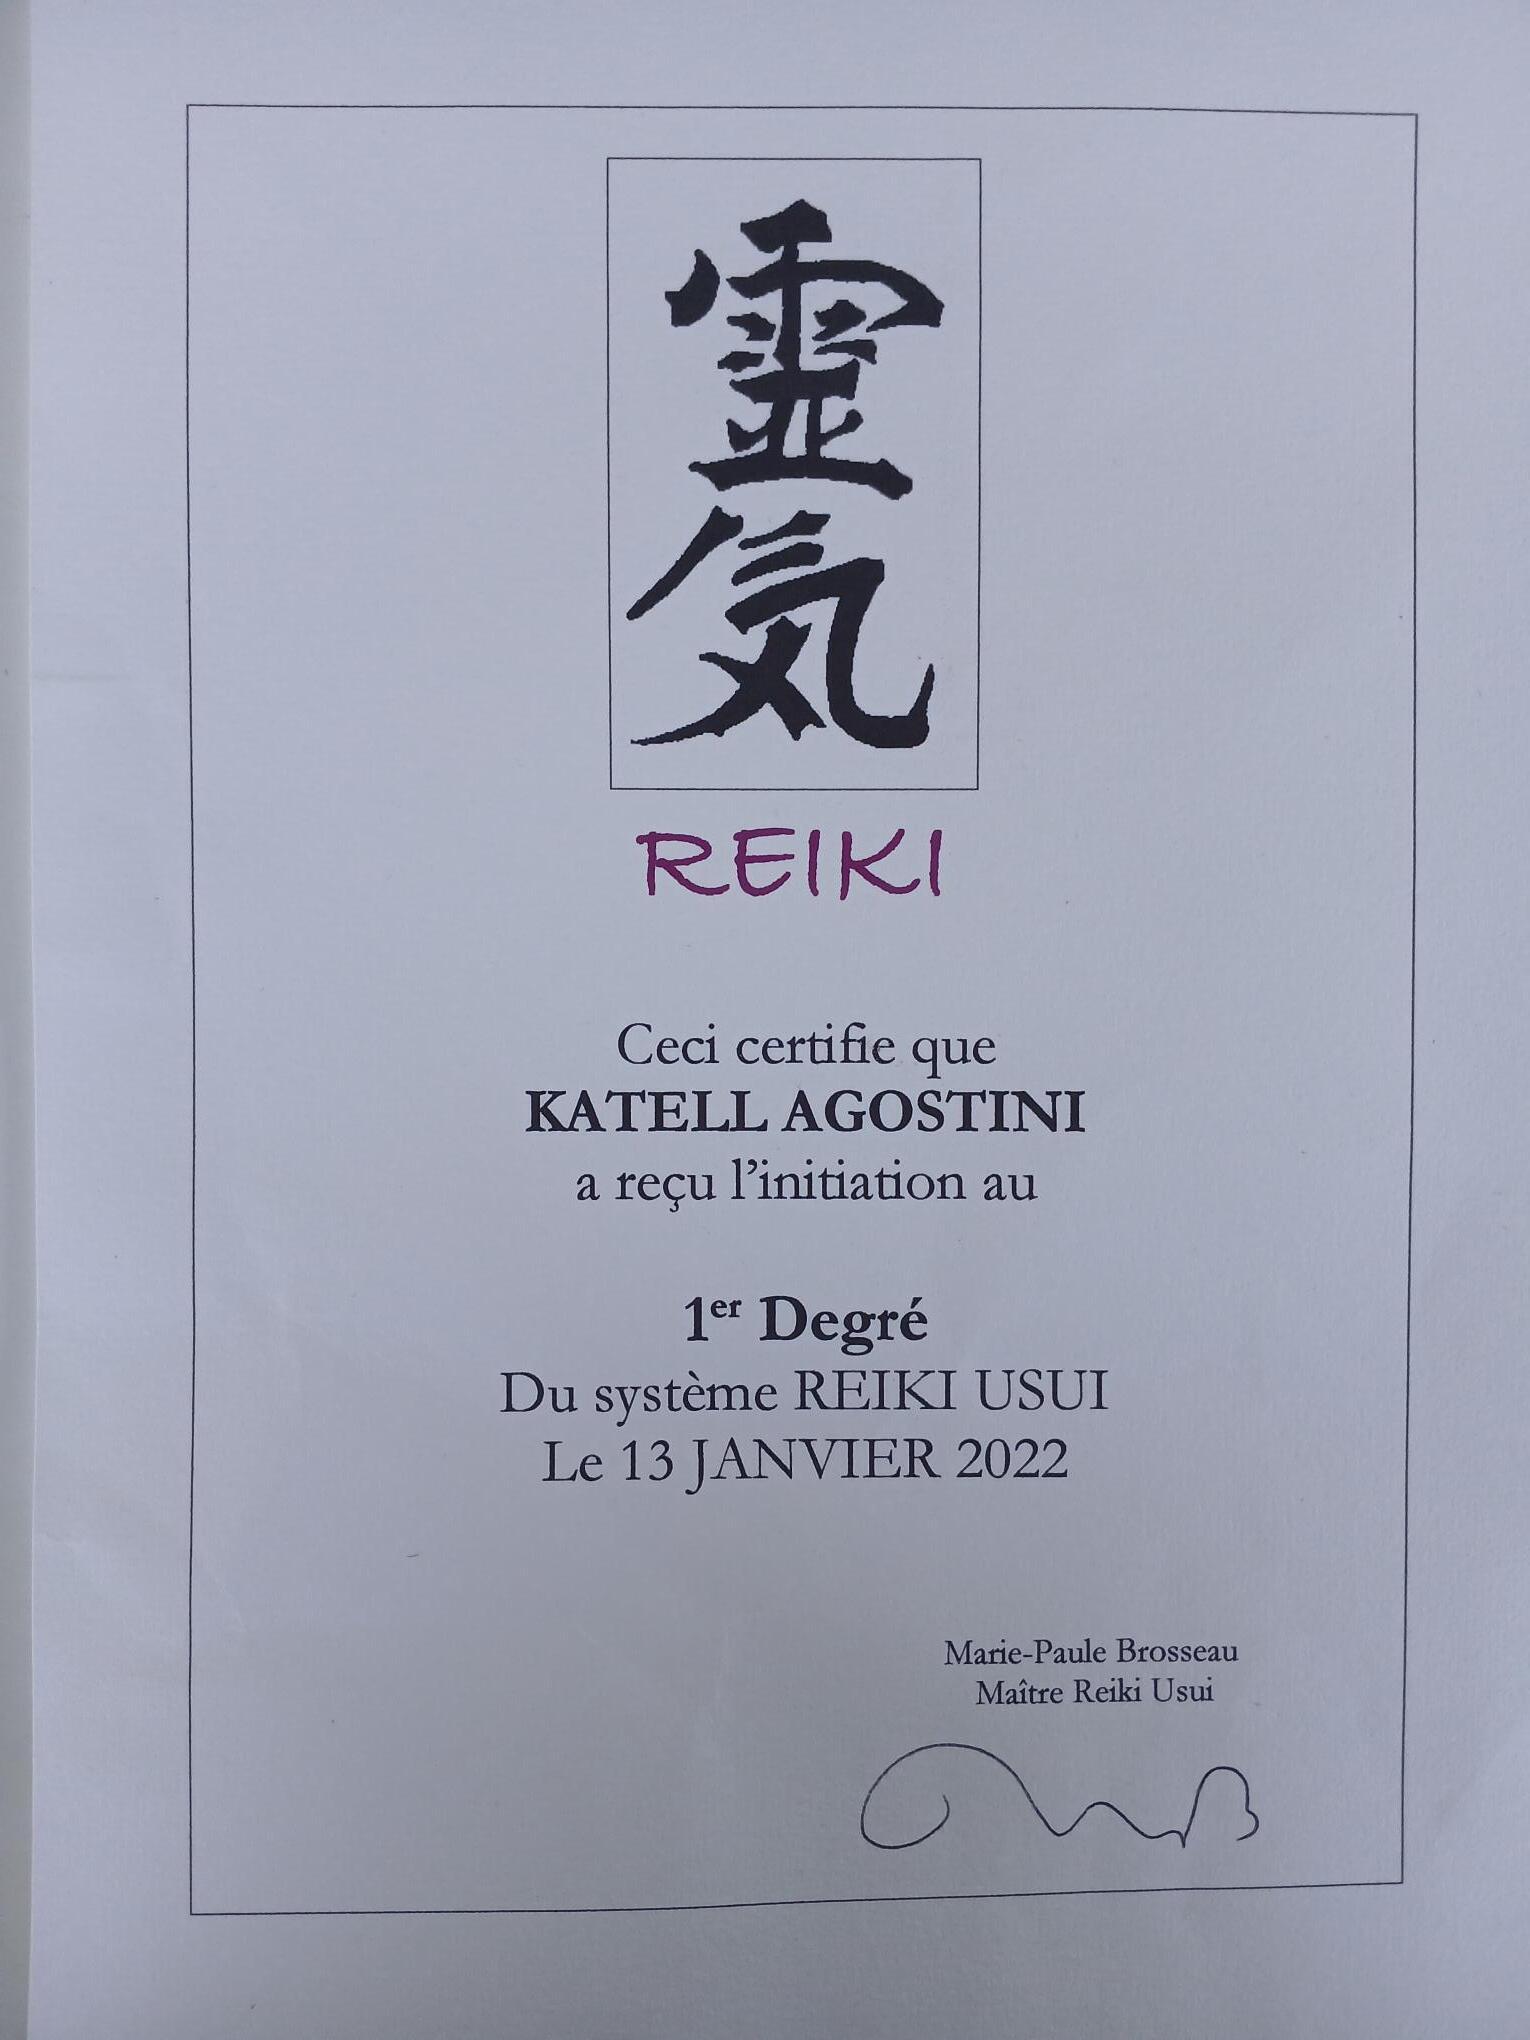 霊
気
REIKI
Ceci certifie que
KATELL AGOSTINI
a reçu l'initiation au
1er Degré
Du système REIKI USUI
Le 13 JANVIER 2022
Marie-Paule Brosseau
Maître Reiki Usui